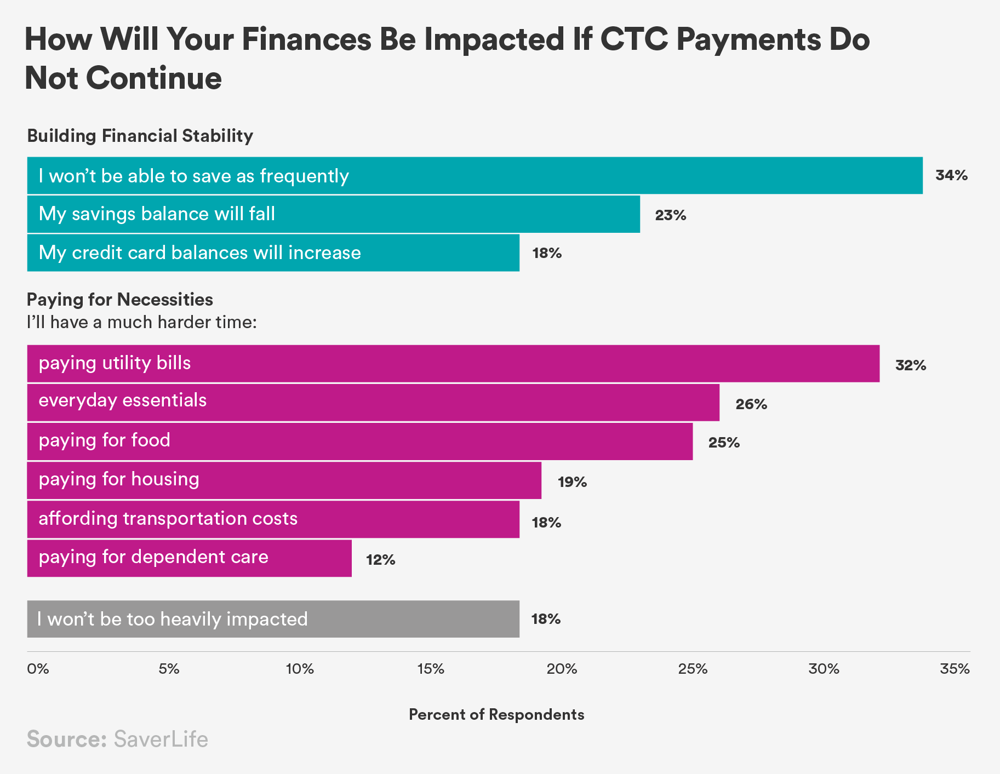 How Will Your Finances Be Impacted If CTC Payments Do
Not Continue
Building Financial Stability
I won’t be able to save as frequently 34%
My savings balance will fall 23%
My credit card balances will increase 18%
Paying for Necessities
I’ll have a much harder time:
paying utility bills 32%
everyday essentials 26%
paying for food 25%
paying for housing 19%
affording transportation costs 18%
paying for dependent care 12%
I won’t be too heavily impacted 18%
0% 5% 10% 15% 20% 25% 30% 35%
Percent of Respondents
Source: SaverLife